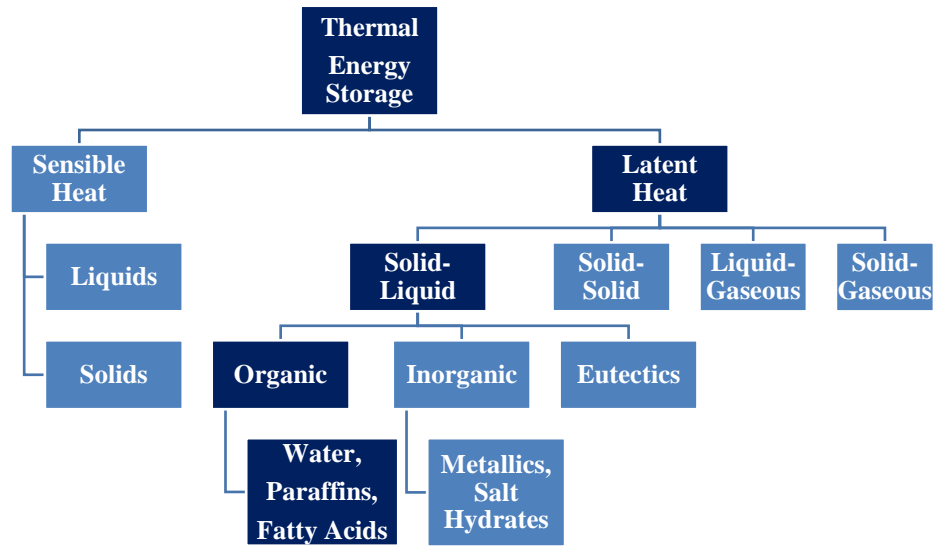 Thermal
Energy
Storage
Sensible
Heat
Latent
Heat
Liquids
Solids
Solid-
Liquid
Solid-
Solid
Liquid-
Gaseous
Solid-
Gaseous
Organic
Inorganic
Eutectics
Water,
Paraffins,
Fatty Acids
Metallics,
Salt
Hydrates